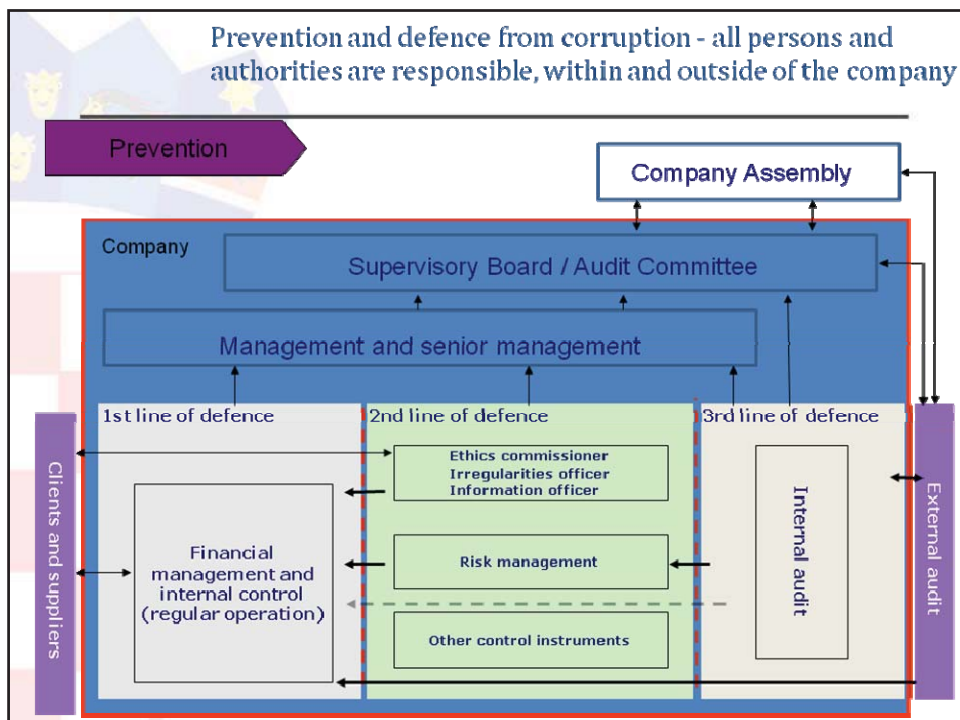 Prevention and defence from corruption - all persons and
authorities are responsible, within and outside of the company
Prevention
Company Assembly
Company
Supervisory Board / Audit Committee
Management and senior management
1st line of defence
2nd line of defence
3rd line of defence
Clients and suppliers
Financial
management and
internal control
(regular operation)
Ethics commissioner
Irregularities officer
Information officer
Risk management
Other control instruments
Internal audit
External audit